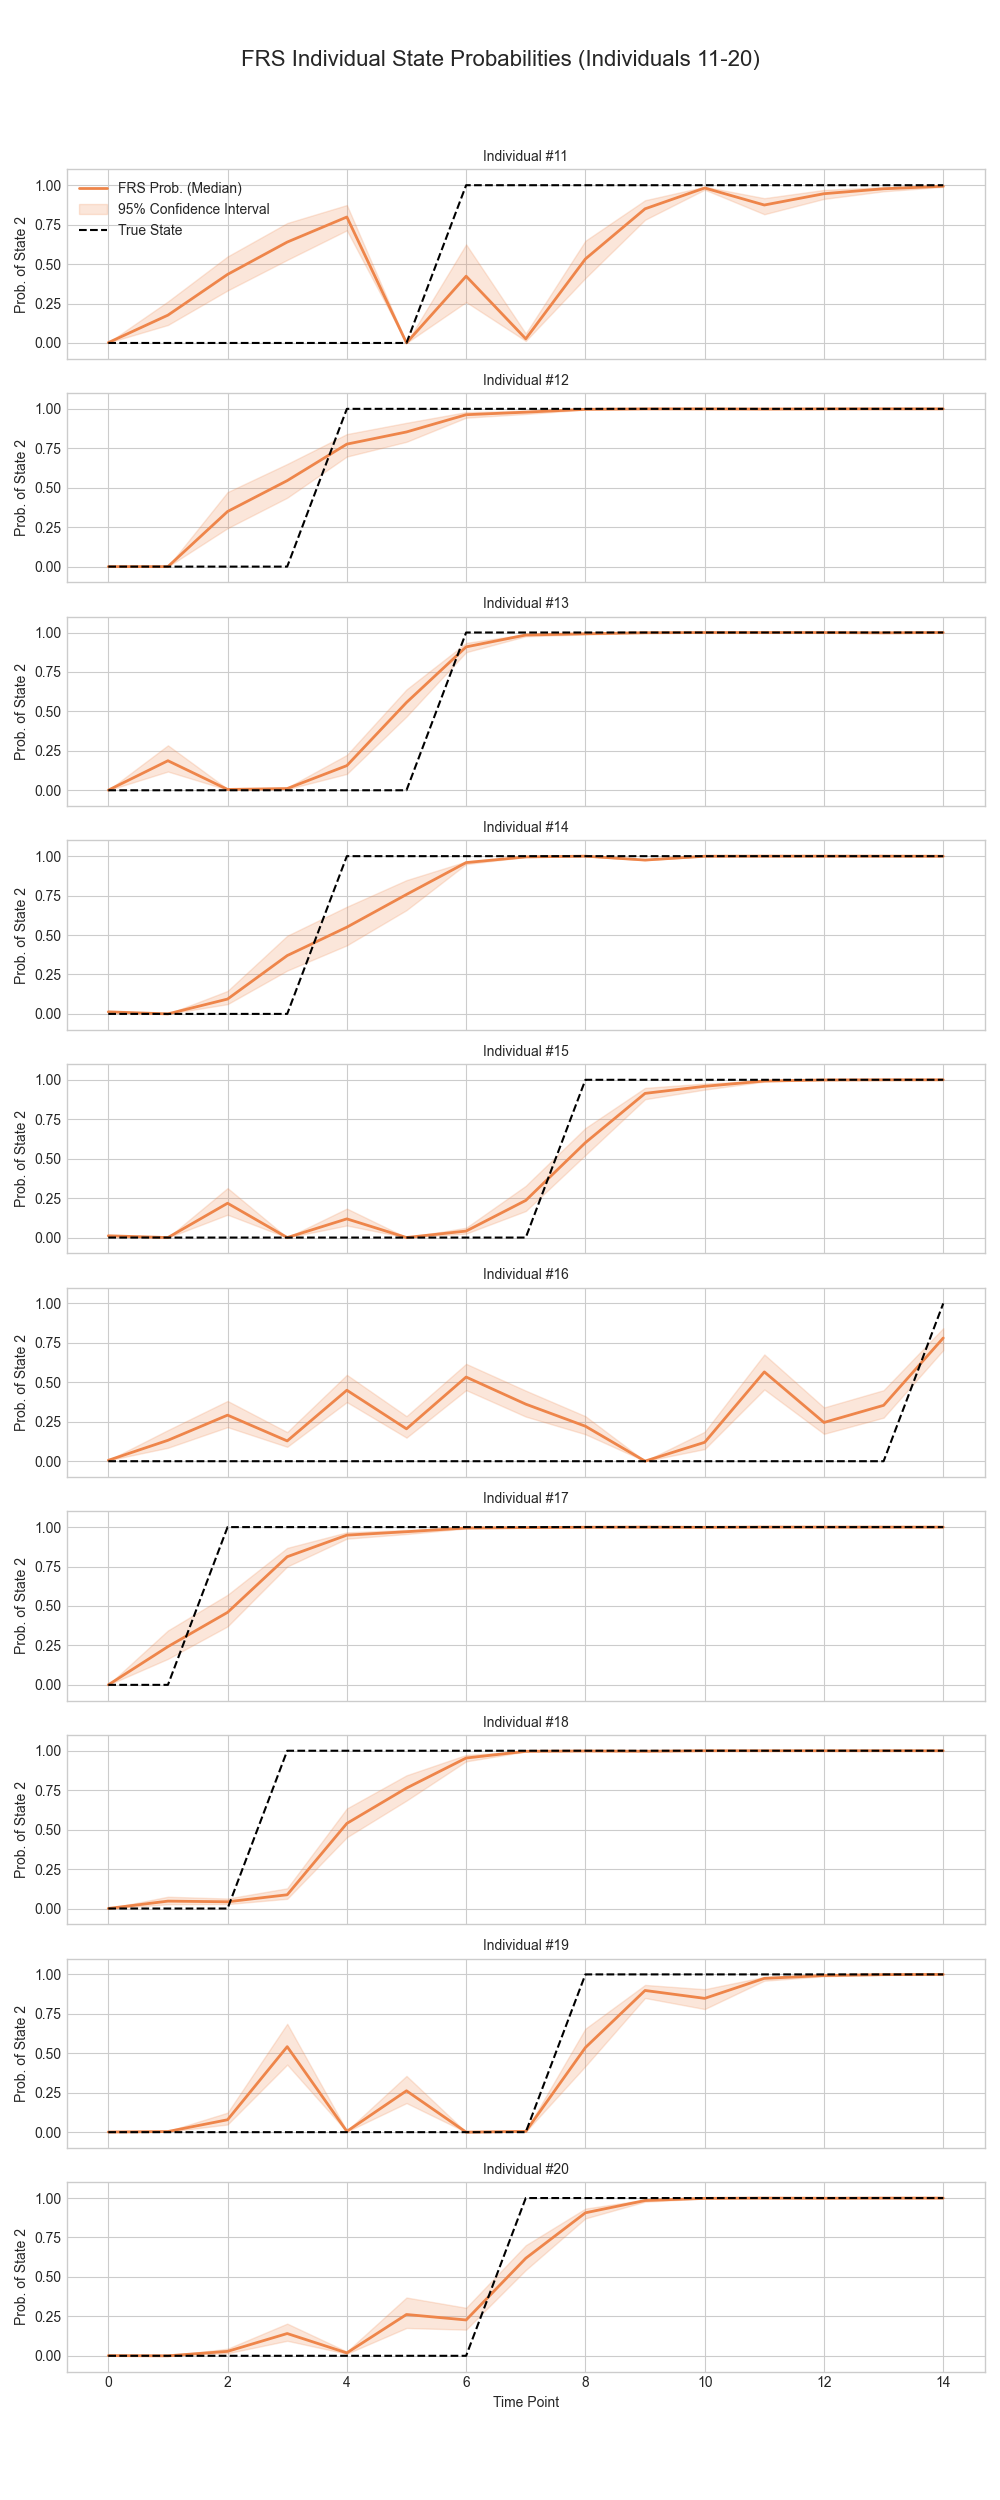 FRS Individual State Probabilities (Individuals 11-20)
Individual #11
FRS Prob. (Median)
95% Confidence Interval
True State
1.00
0.75
0.50
0.25
0.00
Prob. of State 2
Individual #12
1.00
0.75
0.50
0.25
0.00
Prob. of State 2
Individual #13
1.00
0.75
0.50
0.25
0.00
Prob. of State 2
Individual #14
1.00
0.75
0.50
0.25
0.00
Prob. of State 2
Individual #15
1.00
0.75
0.50
0.25
0.00
Prob. of State 2
Individual #16
1.00
0.75
0.50
0.25
0.00
Prob. of State 2
Individual #17
1.00
0.75
0.50
0.25
0.00
Prob. of State 2
Individual #18
1.00
0.75
0.50
0.25
0.00
Prob. of State 2
Individual #19
1.00
0.75
0.50
0.25
0.00
Prob. of State 2
Individual #20
1.00
0.75
0.50
0.25
0.00
Prob. of State 2
0 2 4 6 8 10 12 14
Time Point